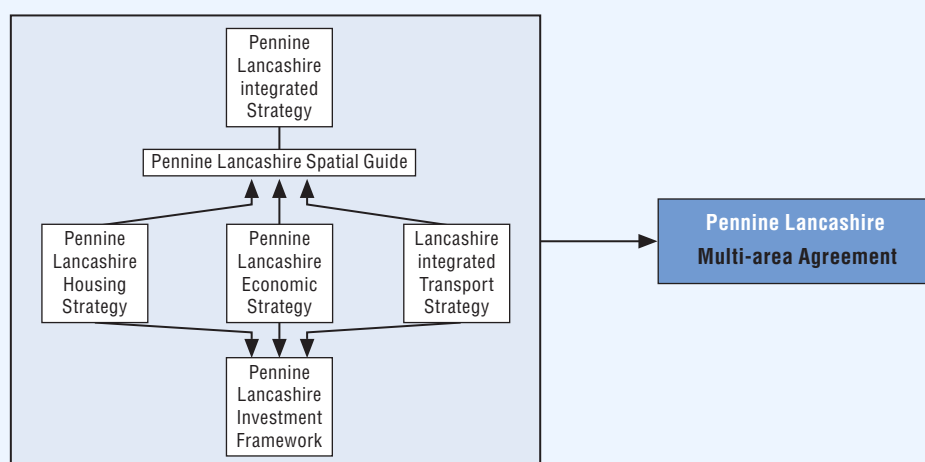 Pennine
Lancashire
integrated
Strategy
Pennine Lancashire Spatial Guide
Pennine
Lancashire
Housing
Strategy
Pennine
Lancashire
Economic
Strategy
Lancashire
integrated
Transport
Strategy
Pennine
Lancashire
Investment
Framework
Pennine Lancashire
Multi-area Agreement